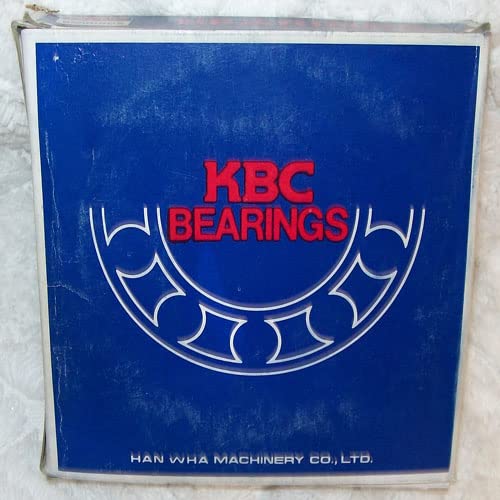 KBC
BEARINGS
HAN WHA MACHINERY CO., LTD.